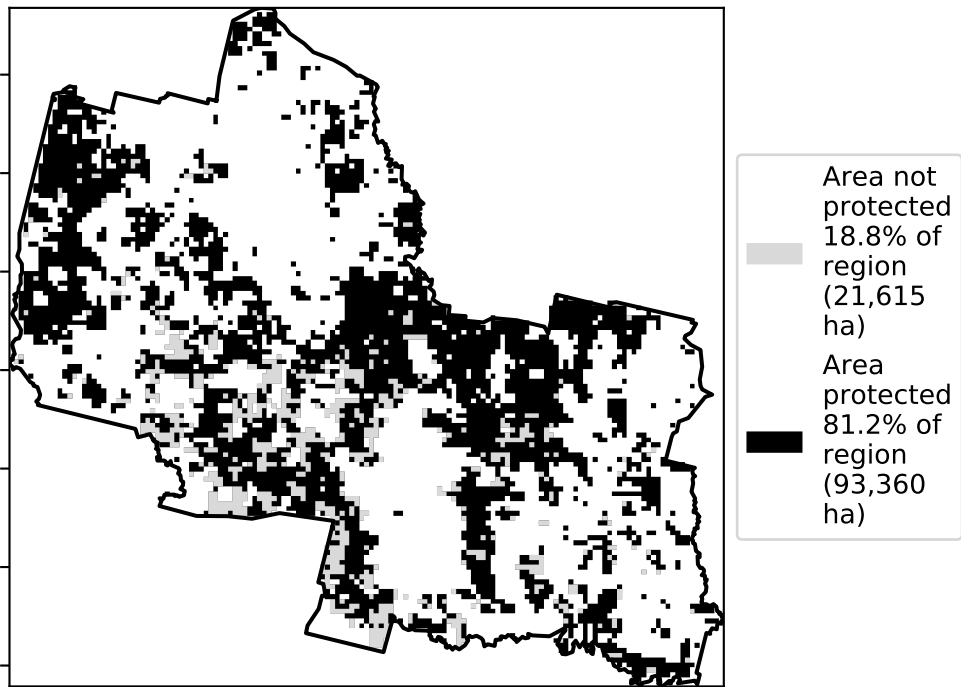 Area not
protected
18.8% of
region
(21,615
ha)
Area
protected
81.2% of
region
(93,360
ha)